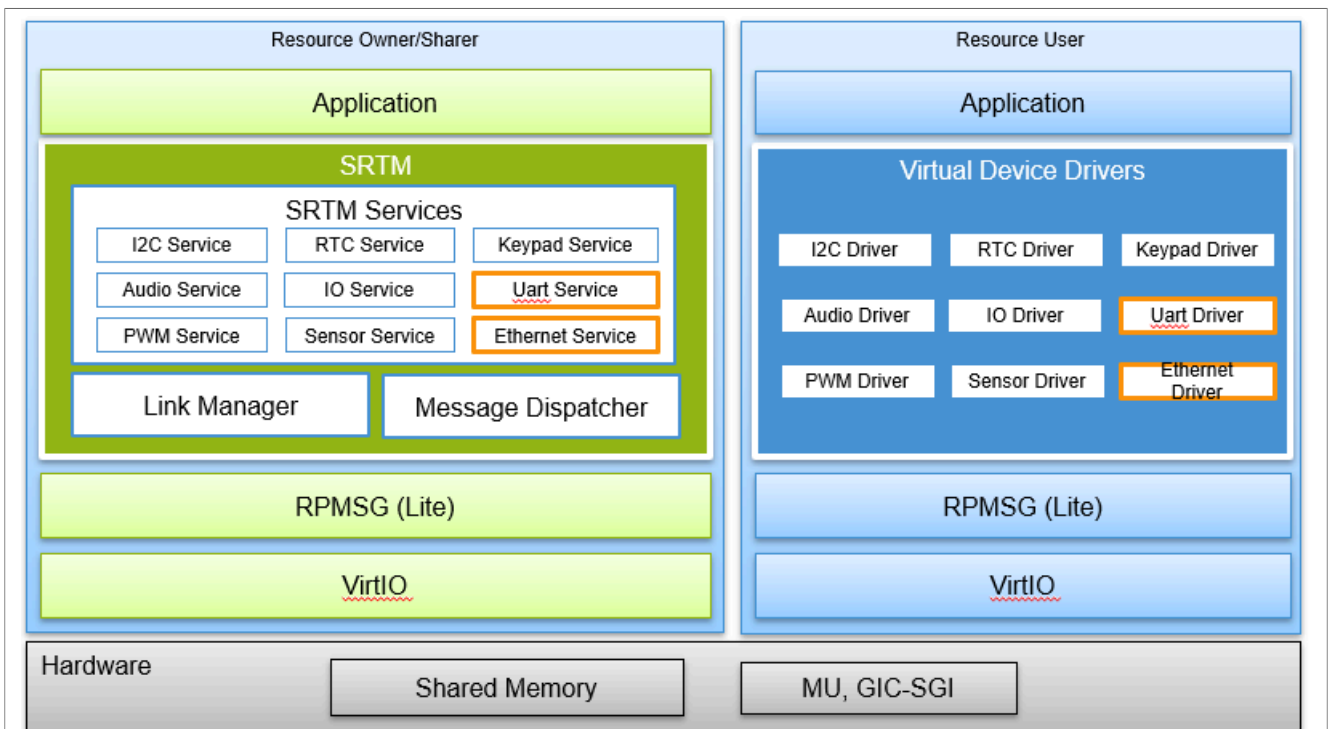 Resource Owner/Sharer
Application
SRTM
SRTM Services
I2C Service
RTC Service
Keypad Service
Audio Service
IO Service
Uart Service
PWM Service
Sensor Service
Ethernet Service
Link Manager
Message Dispatcher
RPMSG (Lite)
VirtIO
Resource User
Application
Virtual Device Drivers
I2C Driver
RTC Driver
Keypad Driver
Audio Driver
IO Driver
Uart Driver
PWM Driver
Sensor Driver
Ethernet
Driver
RPMSG (Lite)
VirtIO
Hardware
Shared Memory
MU, GIC-SGI